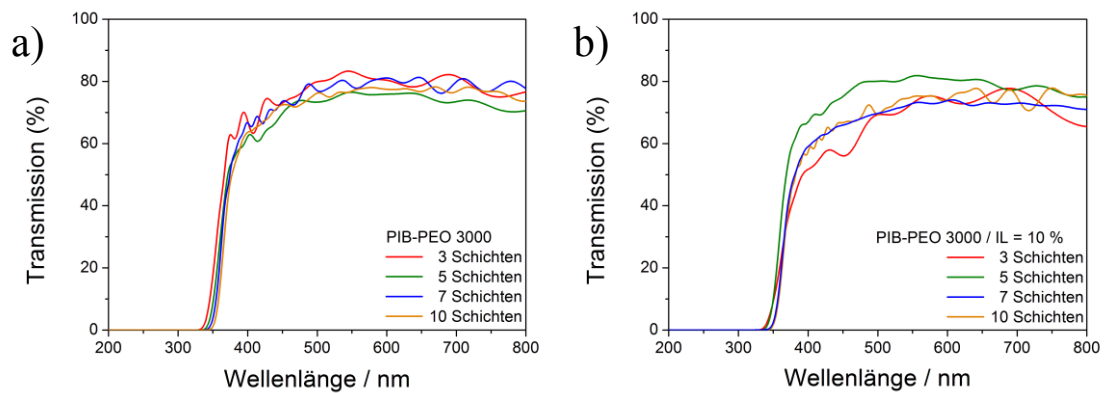 a)
Transmission (%)
100
80
60
40
20
0
PIB-PEO 3000
3 Schichten
5 Schichten
7 Schichten
10 Schichten
200 300 400 500 600 700 800
Wellenlänge / nm
b)
Transmission (%)
100
80
60
40
20
0
PIB-PEO 3000 / IL = 10 %
3 Schichten
5 Schichten
7 Schichten
10 Schichten
200 300 400 500 600 700 800
Wellenlänge / nm